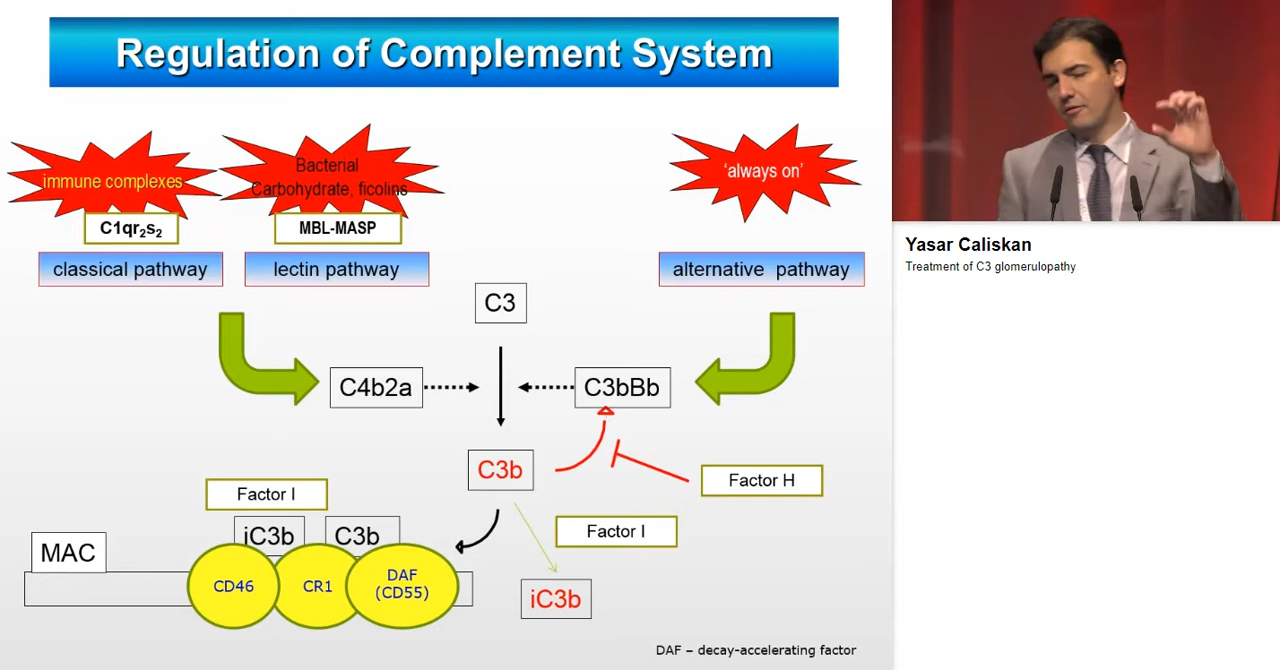 Regulation of Complement System
immune complexes
Bacterial
Carbohydrate, ficolins
'always on'
C1qr₂s₂
MBL-MASP
classical pathway
lectin pathway
alternative pathway
C3
C4b2a
C3bBb
C3b
Factor H
Factor I
Factor I
iC3b
C3b
MAC
CD46
CR1
DAF
(CD55)
iC3b
DAF – decay-accelerating factor
Yasar Caliskan
Treatment of C3 glomerulopathy